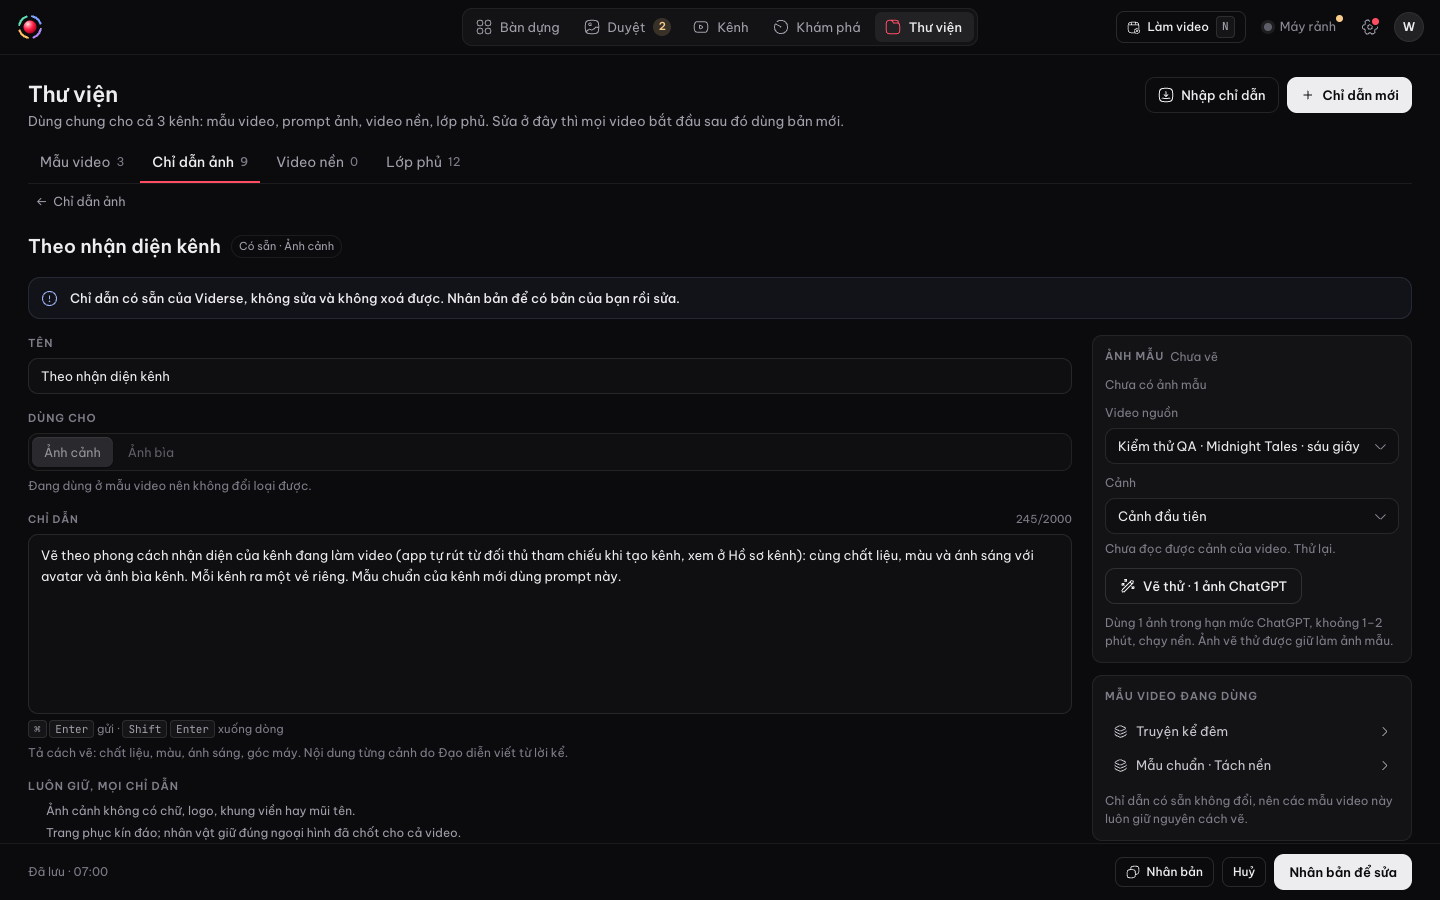 Bàn dựng
Duyệt 2
Kênh
Khám phá
Thư viện
Làm video N
Máy rảnh
W
Thư viện
Dùng chung cho cả 3 kênh: mẫu video, prompt ảnh, video nền, lớp phủ. Sửa ở đây thì mọi video bắt đầu sau đó dùng bản mới.
Nhập chỉ dẫn
+ Chỉ dẫn mới
Mẫu video 3
Chỉ dẫn ảnh 9
Video nền 0
Lớp phủ 12
← Chỉ dẫn ảnh
Theo nhận diện kênh
Có sẵn · Ảnh cảnh
Chỉ dẫn có sẵn của Viderse, không sửa và không xoá được. Nhân bản để có bản của bạn rồi sửa.
TÊN
Theo nhận diện kênh
DÙNG CHO
Ảnh cảnh
Ảnh bìa
Đang dùng ở mẫu video nên không đổi loại được.
CHỈ DẪN
245/2000
Vẽ theo phong cách nhận diện của kênh đang làm video (app tự rút từ đối thủ tham chiếu khi tạo kênh, xem ở Hồ sơ kênh): cùng chất liệu, màu và ánh sáng với
avatar và ảnh bìa kênh. Mỗi kênh ra một vẻ riêng. Mẫu chuẩn của kênh mới dùng prompt này.
⌘ Enter gửi · Shift Enter xuống dòng
Tả cách vẽ: chất liệu, màu, ánh sáng, góc máy. Nội dung từng cảnh do Đạo diễn viết từ lời kể.
LUÔN GIỮ, MỌI CHỈ DẪN
Ảnh cảnh không có chữ, logo, khung viền hay mũi tên.
Trang phục kín đáo; nhân vật giữ đúng ngoại hình đã chốt cho cả video.
ẢNH MẪU Chưa vẽ
Chưa có ảnh mẫu
Video nguồn
Kiểm thử QA · Midnight Tales · sáu giây
Cảnh
Cảnh đầu tiên
Chưa đọc được cảnh của video. Thử lại.
Vẽ thử · 1 ảnh ChatGPT
Dùng 1 ảnh trong hạn mức ChatGPT, khoảng 1–2
phút, chạy nền. Ảnh vẽ thử được giữ làm ảnh mẫu.
MẪU VIDEO ĐANG DÙNG
Truyện kể đêm
Mẫu chuẩn · Tách nền
Chỉ dẫn có sẵn không đổi, nên các mẫu video này
luôn giữ nguyên cách vẽ.
Đã lưu · 07:00
Nhân bản
Huỷ
Nhân bản để sửa